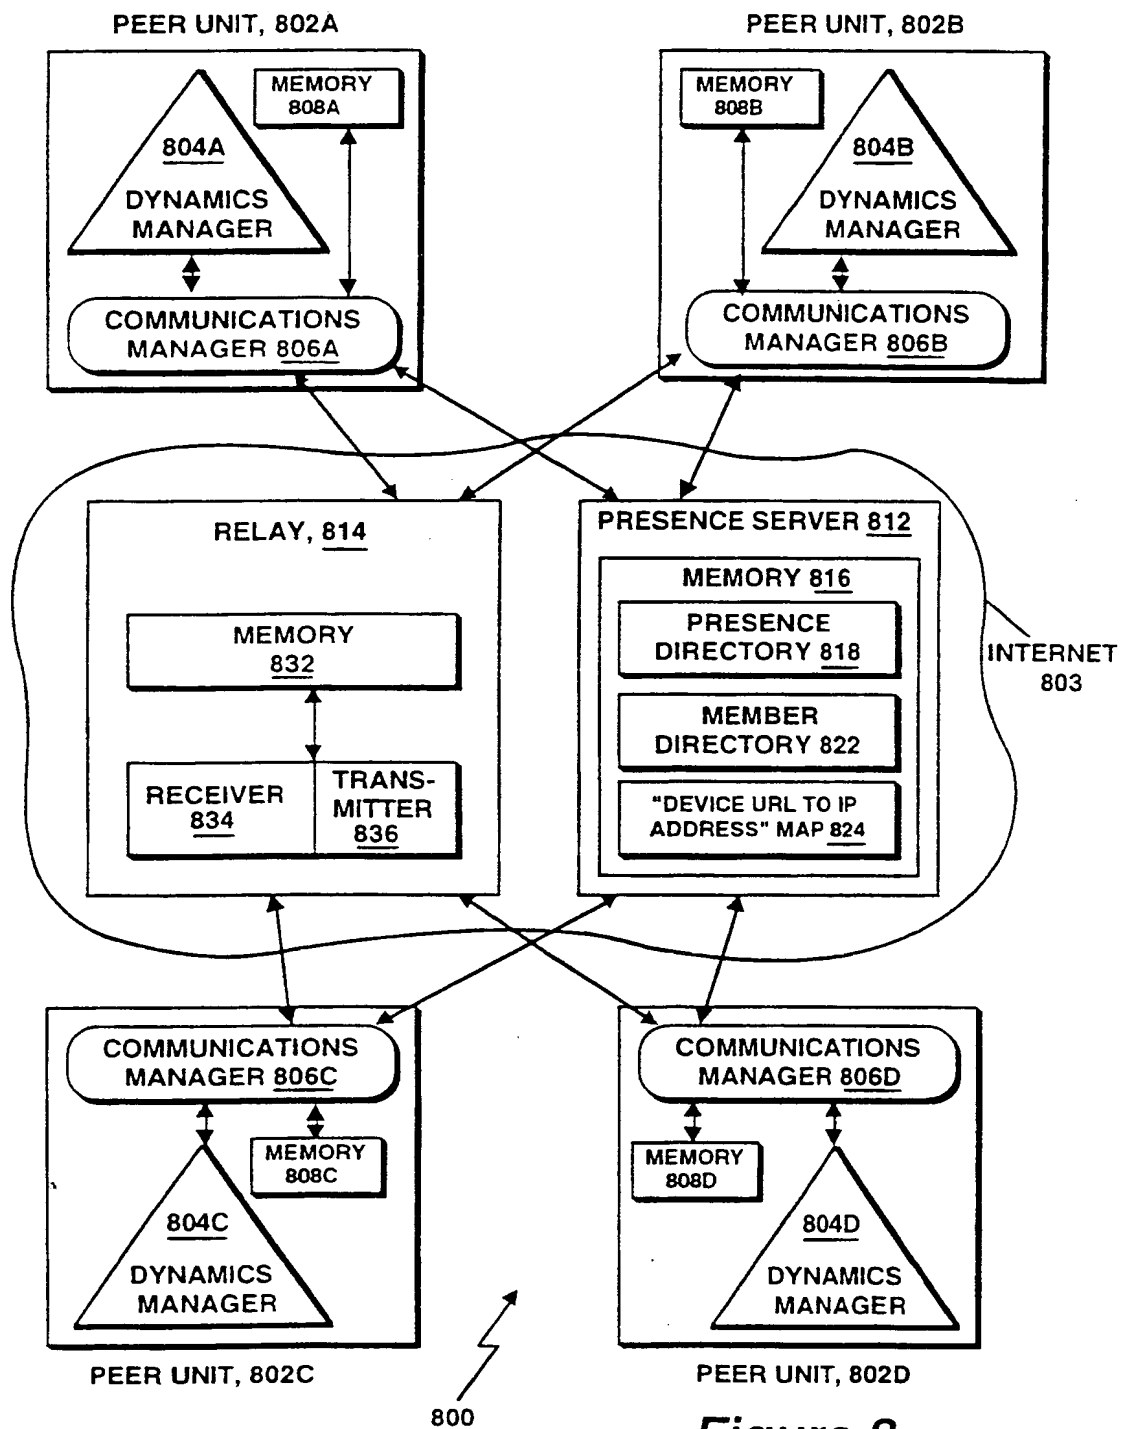 PEER UNIT, 802A
PEER UNIT, 802B
MEMORY
808A
804A
DYNAMICS
MANAGER
COMMUNICATIONS
MANAGER 806A
MEMORY
808B
804B
DYNAMICS
MANAGER
COMMUNICATIONS
MANAGER 806B
RELAY, 814
MEMORY
832
RECEIVER
834
TRANS-
MITTER
836
PRESENCE SERVER 812
MEMORY 816
PRESENCE
DIRECTORY 818
MEMBER
DIRECTORY 822
"DEVICE URL TO IP
ADDRESS" MAP 824
INTERNET
803
COMMUNICATIONS
MANAGER 806C
MEMORY
808C
804C
DYNAMICS
MANAGER
COMMUNICATIONS
MANAGER 806D
MEMORY
808D
804D
DYNAMICS
MANAGER
PEER UNIT, 802C
PEER UNIT, 802D
800
Figure